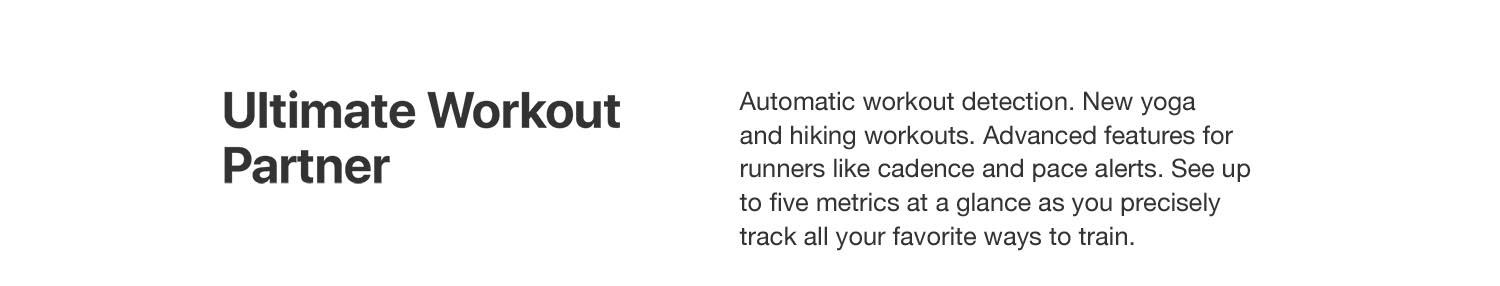 Ultimate Workout
Partner
Automatic workout detection. New yoga
and hiking workouts. Advanced features for
runners like cadence and pace alerts. See up
to five metrics at a glance as you precisely
track all your favorite ways to train.